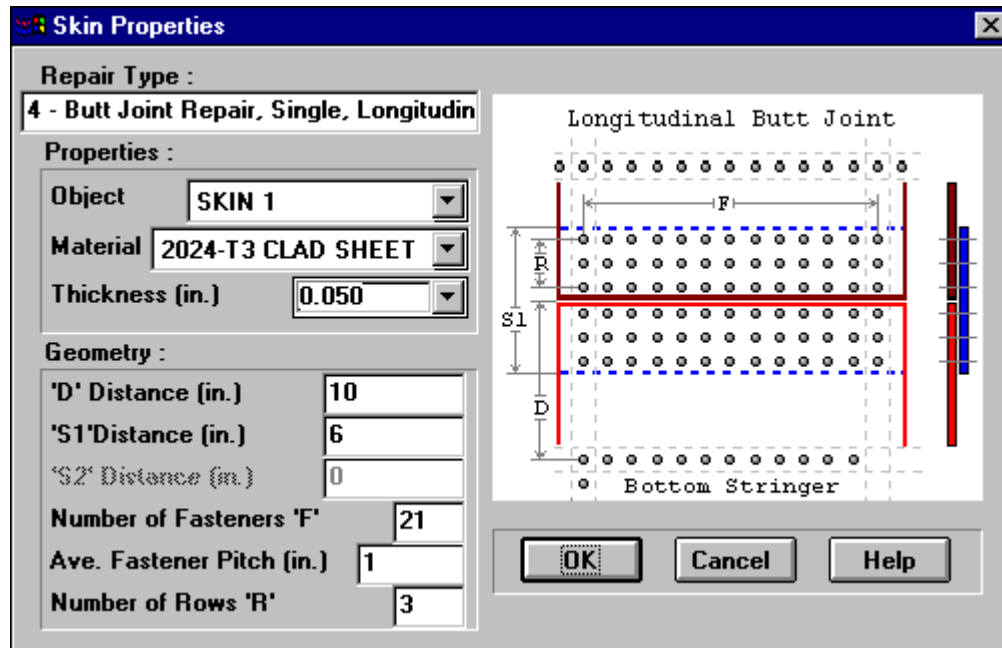 Skin Properties
Repair Type :
4 - Butt Joint Repair, Single, Longitudin
Properties :
Object
SKIN 1
Material
2024-T3 CLAD SHEET
Thickness (in.)
0.050
Geometry :
'D' Distance (in.)
10
'S1'Distance (in.)
6
'S2' Distance (in.)
0
Number of Fasteners 'F'
21
Ave. Fastener Pitch (in.)
1
Number of Rows 'R'
3
Longitudinal Butt Joint
F
R
S1
D
Bottom Stringer
OK
Cancel
Help